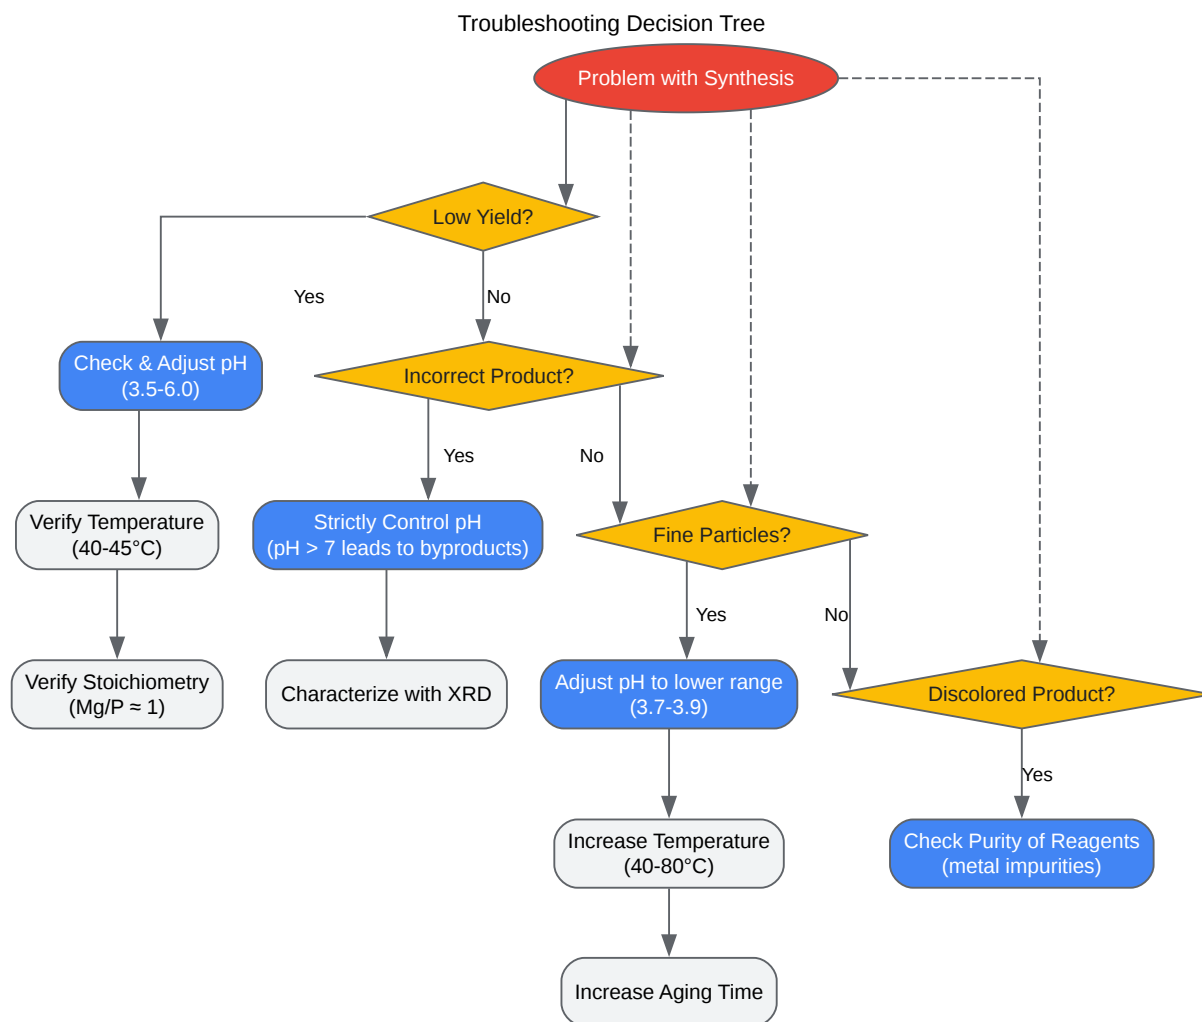 Troubleshooting Decision Tree
Problem with Synthesis
Low Yield?
Yes
No
Check & Adjust pH
(3.5-6.0)
Incorrect Product?
Yes
No
Verify Temperature
(40-45°C)
Strictly Control pH
(pH > 7 leads to byproducts)
Fine Particles?
Yes
No
Verify Stoichiometry
(Mg/P ≈ 1)
Characterize with XRD
Adjust pH to lower range
(3.7-3.9)
Discolored Product?
Yes
Increase Temperature
(40-80°C)
Check Purity of Reagents
(metal impurities)
Increase Aging Time